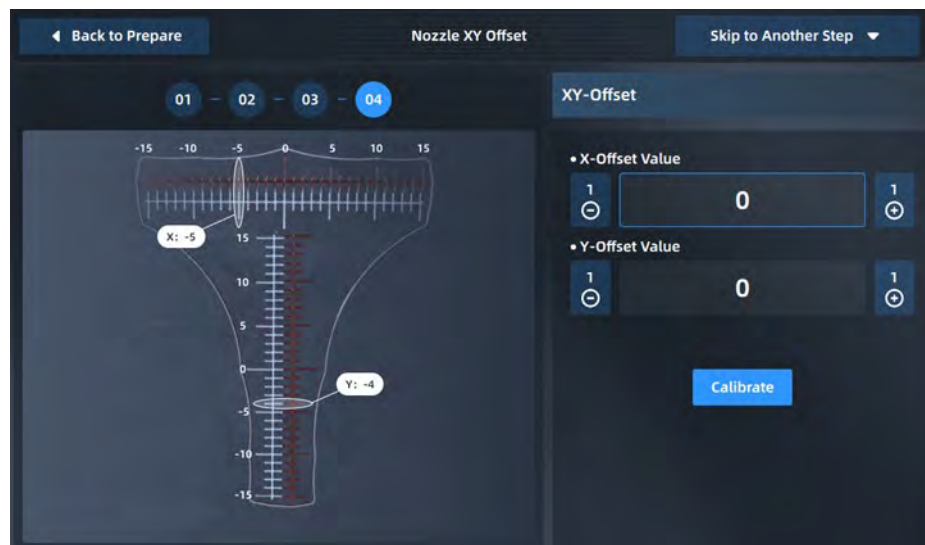 Back to Prepare
Nozzle XY Offset
Skip to Another Step
01 - 02 - 03 - 04
XY-Offset
-15 -10 -5 0 5 10 15
X: -5
15
10
5
0
Y: -4
-5
-10
-15
• X-Offset Value
1
0
1
• Y-Offset Value
1
0
1
Calibrate